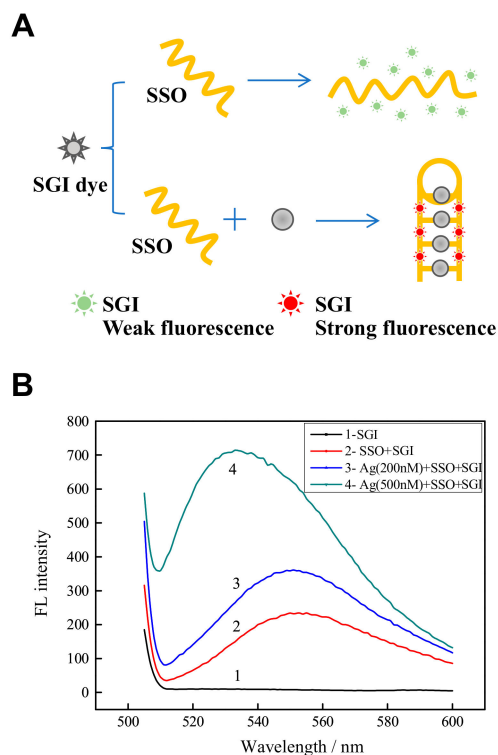 A
SSO
SGI dye
SSO
SGI
Weak fluorescence
SGI
Strong fluorescence
B
800
700
600
500
400
300
200
100
0
FL intensity
1-SGI
2- SSO+SGI
3- Ag(200nM)+SSO+SGI
4- Ag(500nM)+SSO+SGI
4
3
2
1
500
520
540
560
580
600
Wavelength / nm